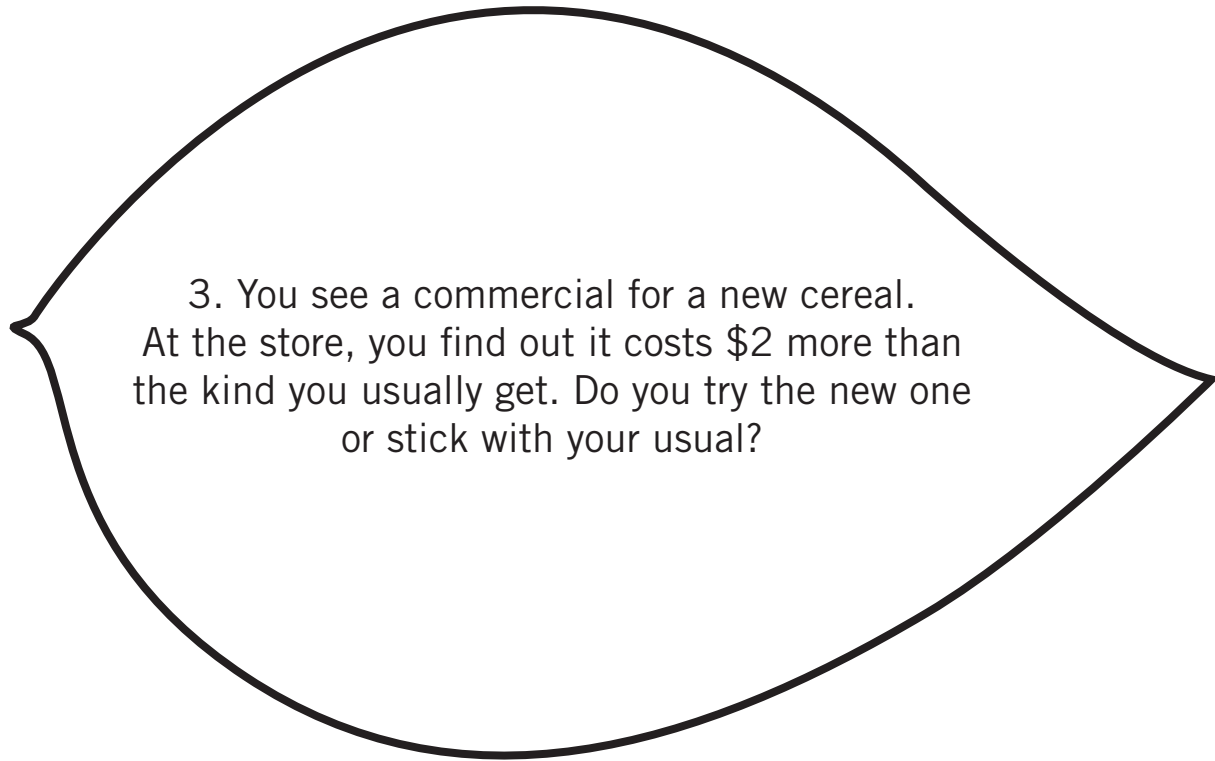 3. You see a commercial for a new cereal.
At the store, you find out it costs $2 more than
the kind you usually get. Do you try the new one
or stick with your usual?